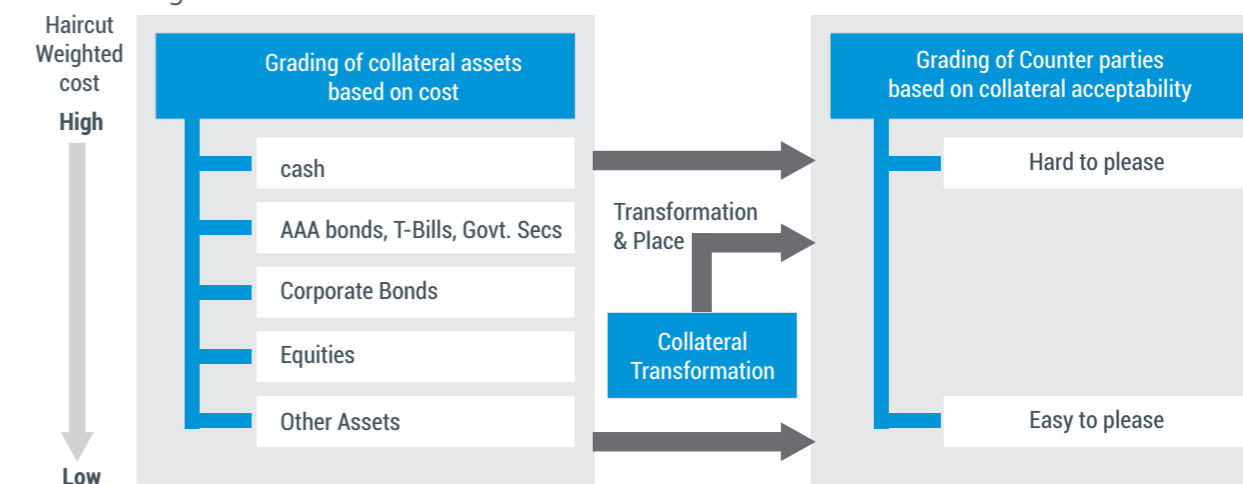 Haircut
Weighted
cost
High
Low
Grading of collateral assets
based on cost
cash
AAA bonds, T-Bills, Govt. Secs
Corporate Bonds
Equities
Other Assets
Transformation
& Place
Collateral
Transformation
Grading of Counter parties
based on collateral acceptability
Hard to please
Easy to please